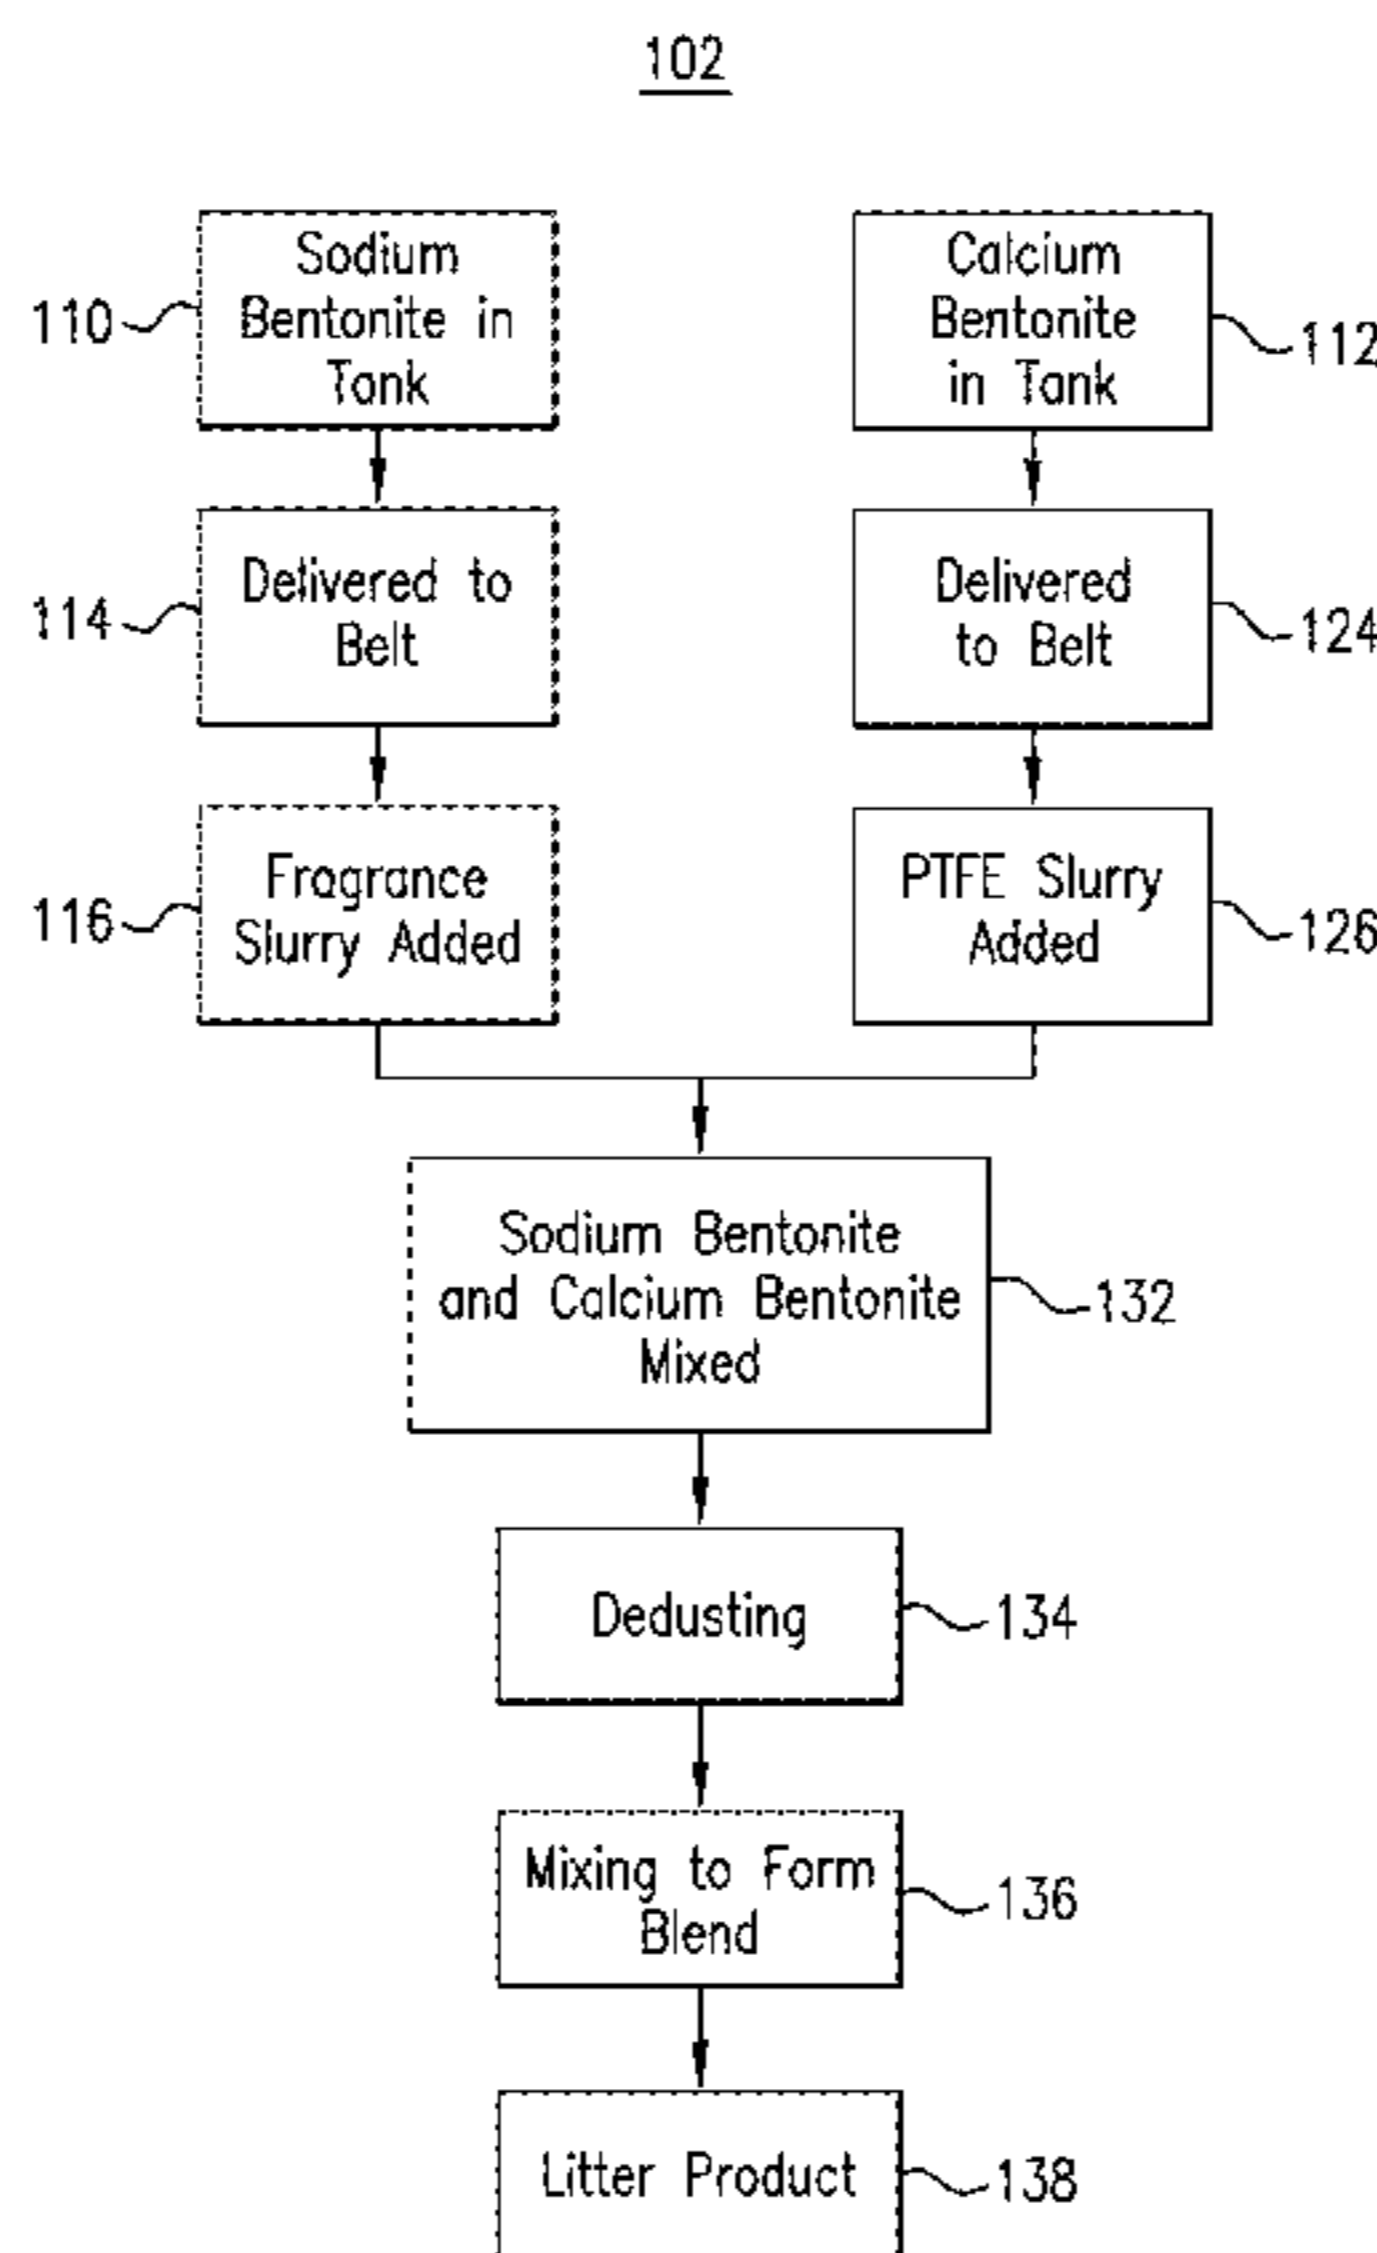 102
Sodium
Bentonite in
Tank
110
Calcium
Bentonite
in Tank
112
Delivered to
Belt
114
Delivered
to Belt
124
Fragrance
Slurry Added
116
PTFE Slurry
Added
126
Sodium Bentonite
and Calcium Bentonite
Mixed
132
Dedusting
134
Mixing to Form
Blend
136
Litter Product
138